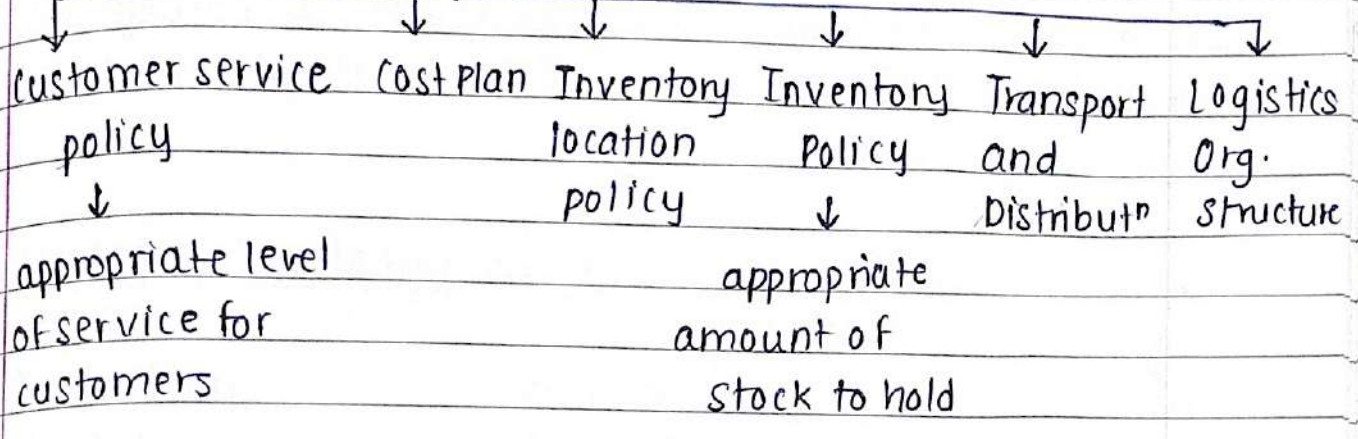 customer service cost plan Inventory Inventory Transport Logistics
policy location Policy and Org.
policy Distributⁿ structure
appropriate level appropriate
of service for amount of
customers stock to hold